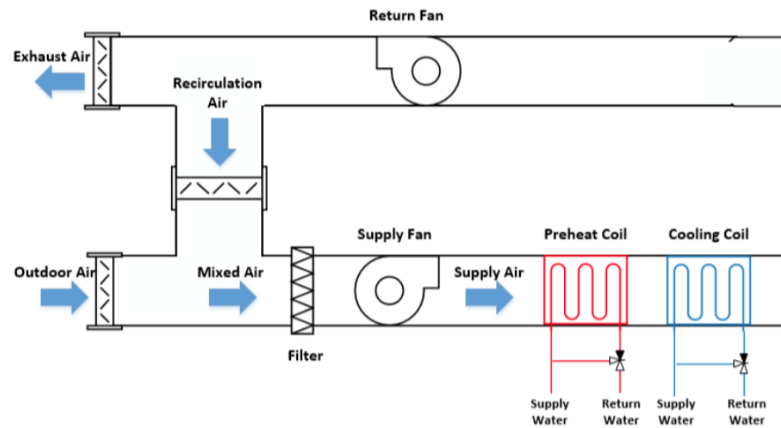 Return Fan
Exhaust Air
Recirculation
Air
Supply Fan
Preheat Coil
Cooling Coil
Outdoor Air
Mixed Air
Supply Air
Filter
Supply
Water
Return
Water
Supply
Water
Return
Water